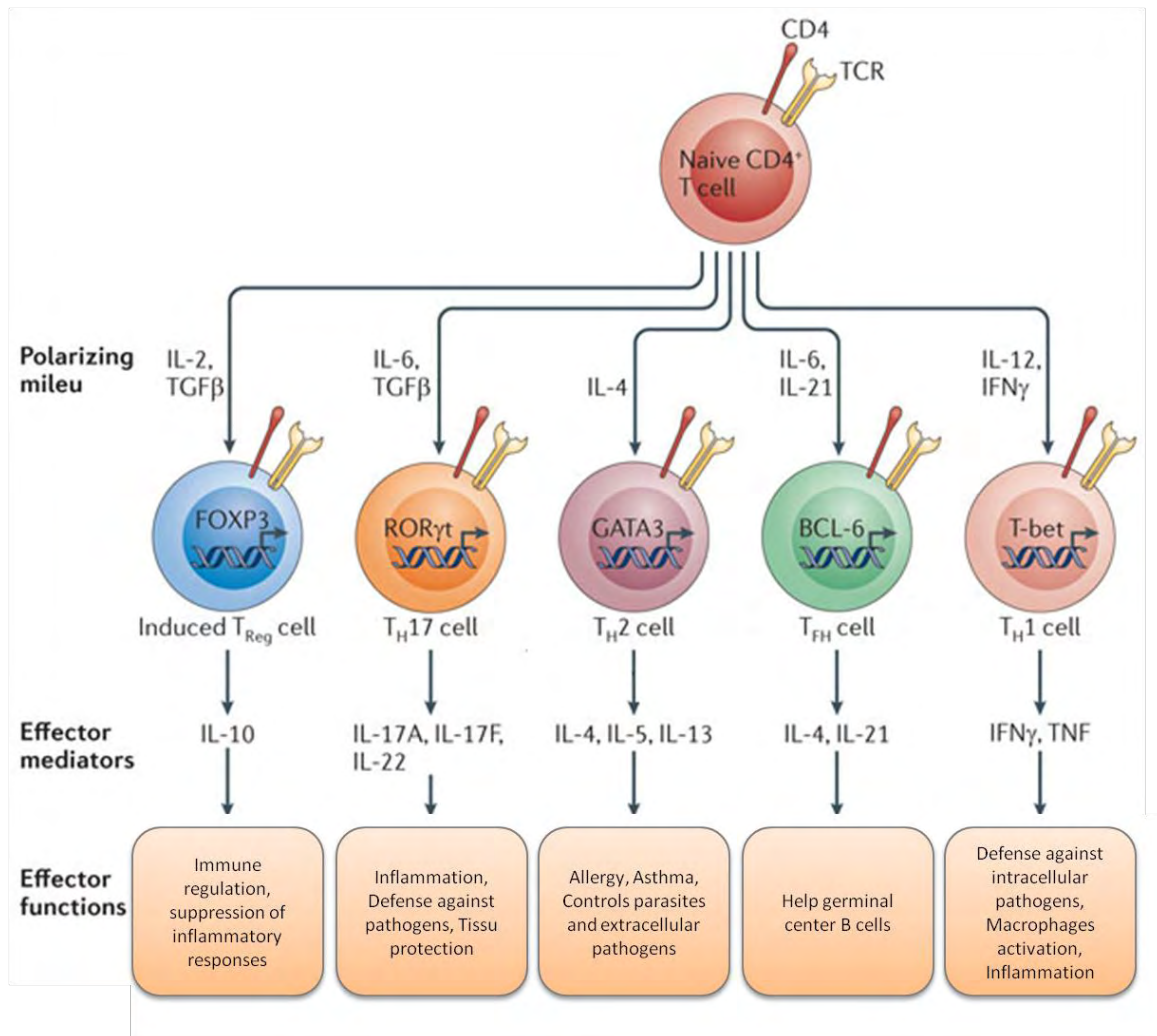 CD4
TCR
Naive CD4+
T cell
Polarizing
mileu
IL-2,
TGFβ
IL-6,
TGFβ
IL-4
IL-6,
IL-21
IL-12,
IFNγ
FOXP3
RORγt
GATA3
BCL-6
T-bet
Induced TReg cell
TH17 cell
TH2 cell
TFH cell
TH1 cell
Effector
mediators
IL-10
IL-17A, IL-17F,
IL-22
IL-4, IL-5, IL-13
IL-4, IL-21
IFNγ, TNF
Effector
functions
Immune
regulation,
suppression of
inflammatory
responses
Inflammation,
Defense against
pathogens, Tissu
protection
Allergy, Asthma,
Controls parasites
and extracellular
pathogens
Help germinal
center B cells
Defense against
intracellular
pathogens,
Macrophages
activation,
Inflammation